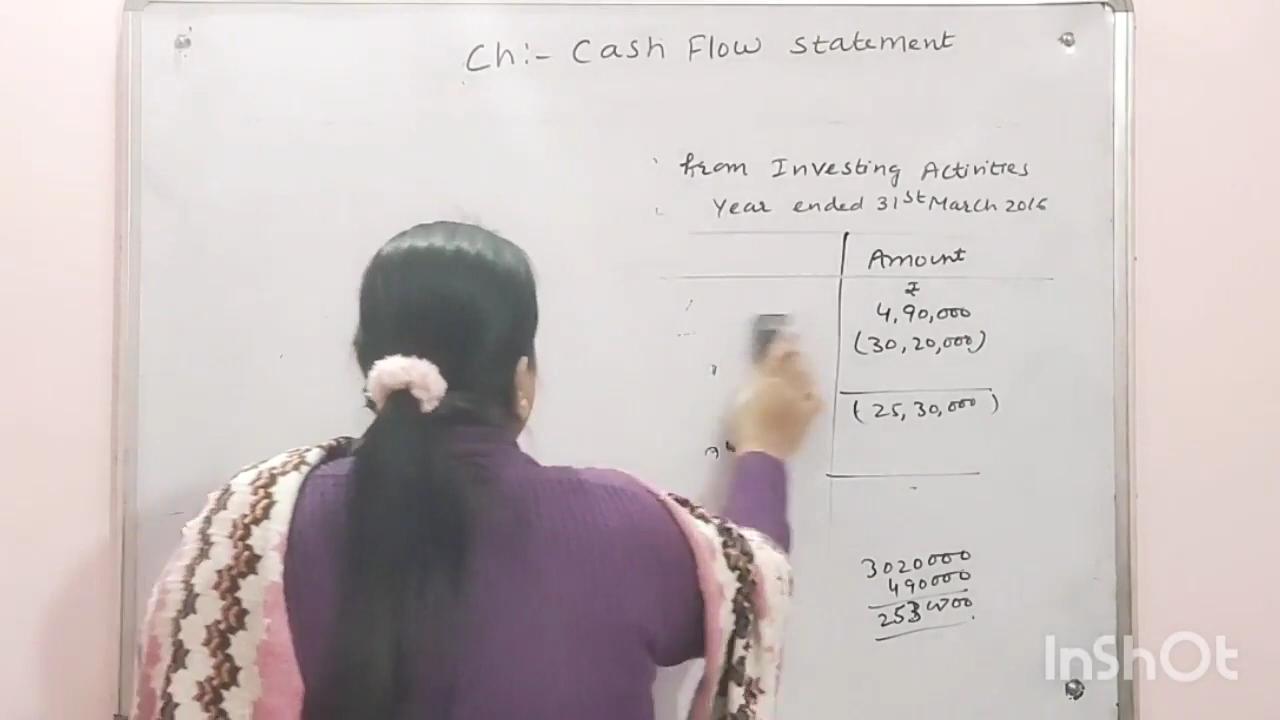 Ch:- Cash Flow statement
from Investing Activities
Year ended 31st March 2016
Amount
₹
4,90,000
(30,20,000)
(25,30,000)
3020000
490000
InShOt